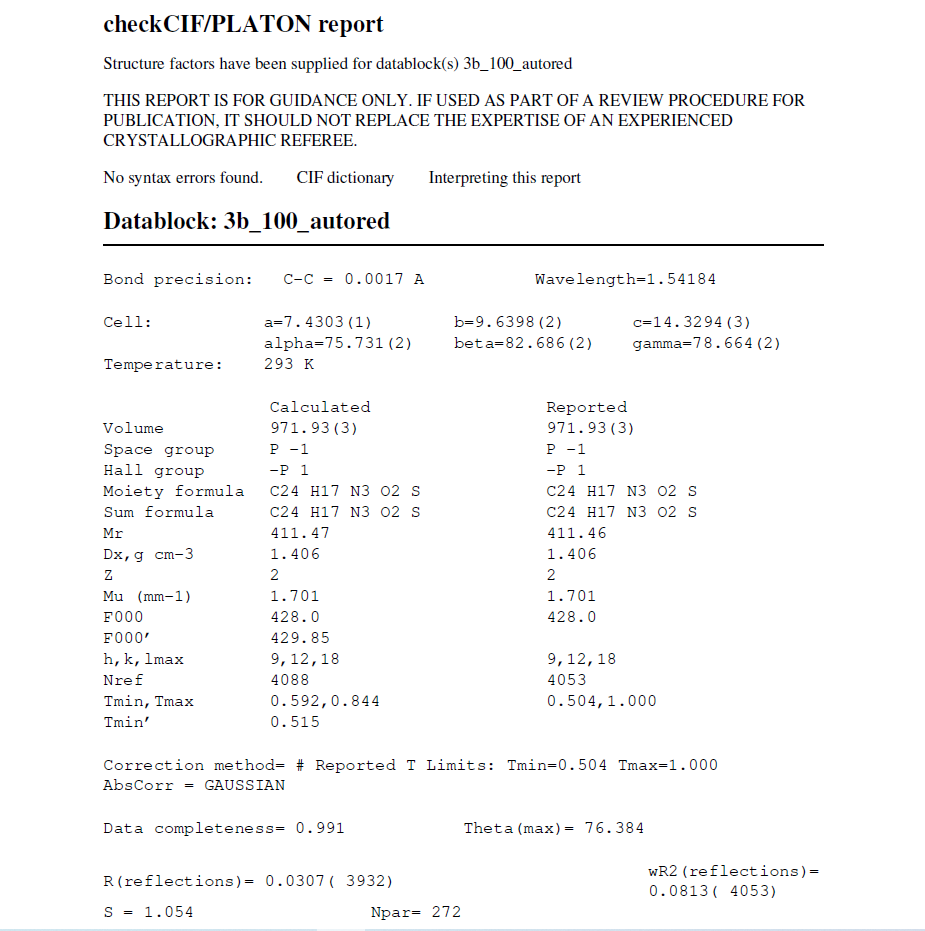 checkCIF/PLATON report
Structure factors have been supplied for datablock(s) 3b_100_autored
THIS REPORT IS FOR GUIDANCE ONLY. IF USED AS PART OF A REVIEW PROCEDURE FOR
PUBLICATION, IT SHOULD NOT REPLACE THE EXPERTISE OF AN EXPERIENCED
CRYSTALLOGRAPHIC REFEREE.
No syntax errors found. CIF dictionary Interpreting this report
Datablock: 3b_100_autored
Bond precision: C-C = 0.0017 A Wavelength=1.54184
Cell: a=7.4303(1) b=9.6398(2) c=14.3294(3)
alpha=75.731(2) beta=82.686(2) gamma=78.664(2)
Temperature: 293 K
Calculated Reported
Volume 971.93(3) 971.93(3)
Space group P -1 P -1
Hall group -P 1 -P 1
Moiety formula C24 H17 N3 O2 S C24 H17 N3 O2 S
Sum formula C24 H17 N3 O2 S C24 H17 N3 O2 S
Mr 411.47 411.46
Dx,g cm-3 1.406 1.406
Z 2 2
Mu (mm-1) 1.701 1.701
F000 428.0 428.0
F000' 429.85
h,k,lmax 9,12,18 9,12,18
Nref 4088 4053
Tmin,Tmax 0.592,0.844 0.504,1.000
Tmin' 0.515
Correction method= # Reported T Limits: Tmin=0.504 Tmax=1.000
AbsCorr = GAUSSIAN
Data completeness= 0.991 Theta(max)= 76.384
R(reflections)= 0.0307( 3932) wR2(reflections)=
0.0813( 4053)
S = 1.054 Npar= 272